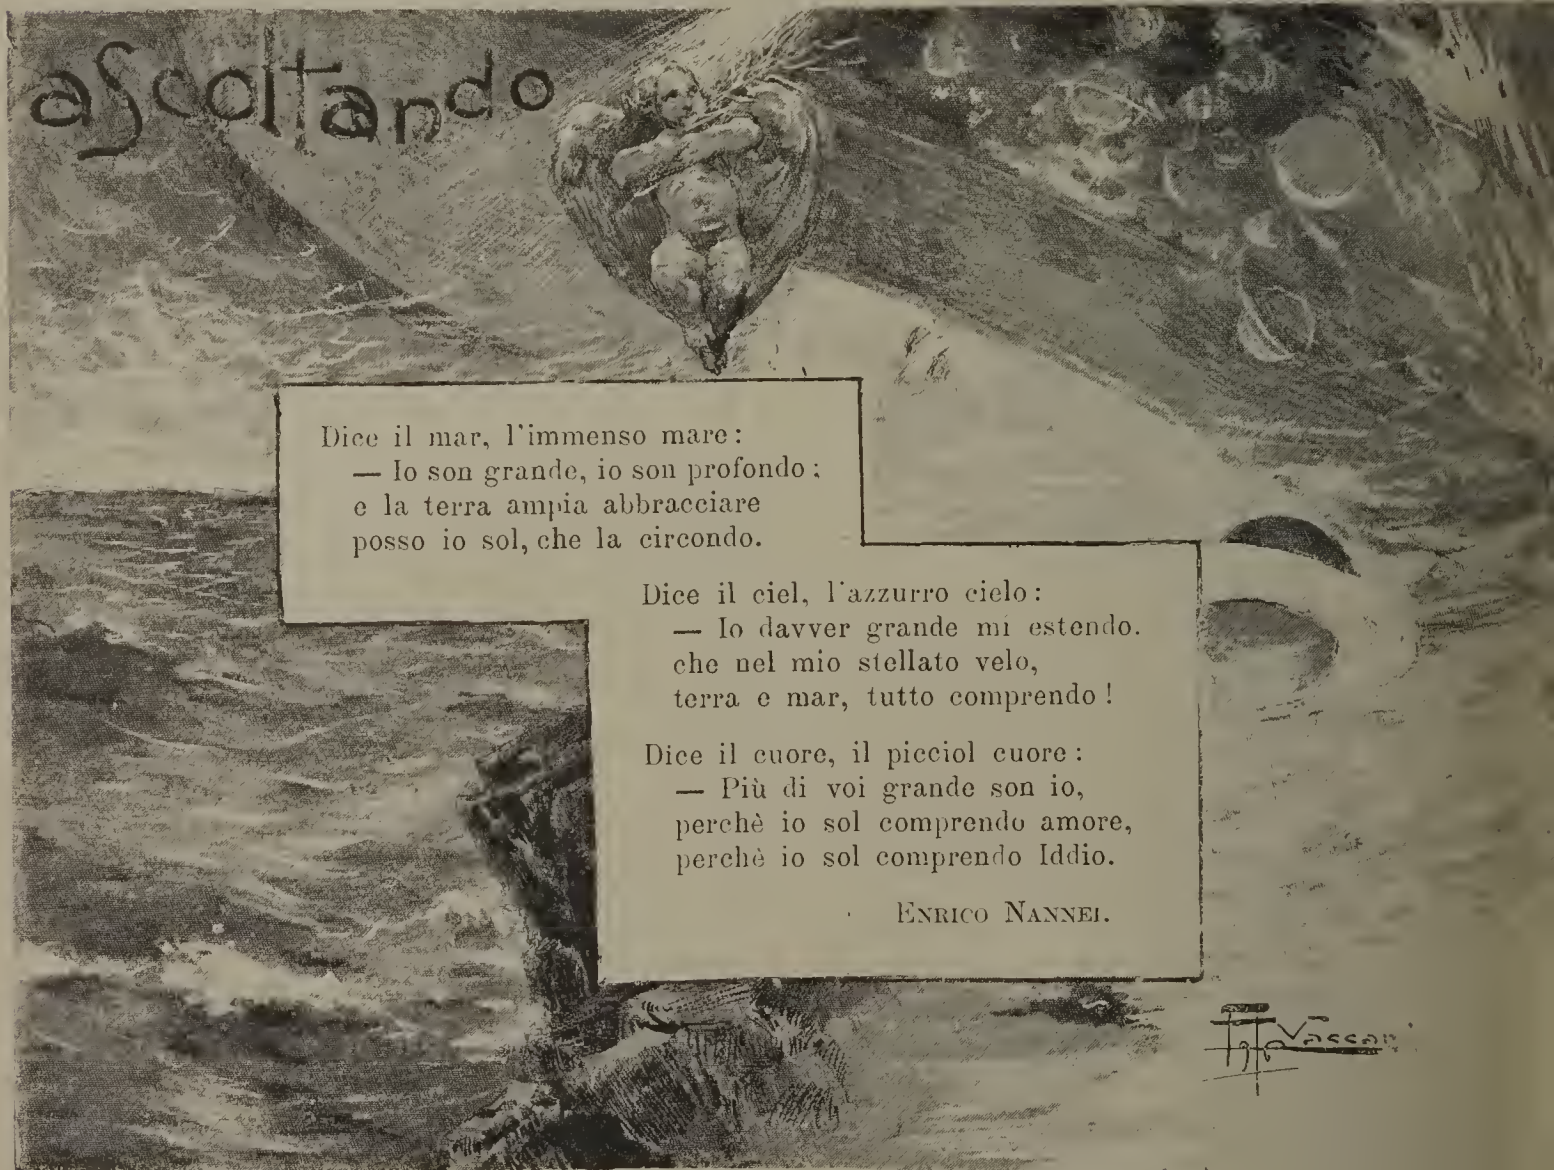 ascoltando
Dice il mar, l'immenso mare:
— Io son grande, io son profondo;
e la terra ampia abbracciare
posso io sol, che la circondo.
Dice il ciel, l'azzurro cielo:
— Io davver grande mi estendo.
che nel mio stellato velo,
terra e mar, tutto comprendo!
Dice il cuore, il picciol cuore:
— Più di voi grande son io,
perchè io sol comprendo amore,
perchè io sol comprendo Iddio.
ENRICO NANNEI.